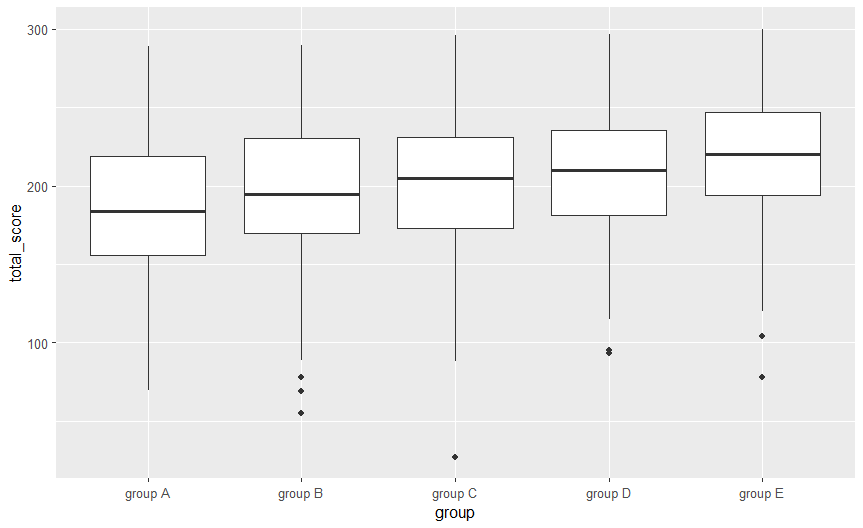 300
200
100
total_score
group A
group B
group C
group D
group E
group